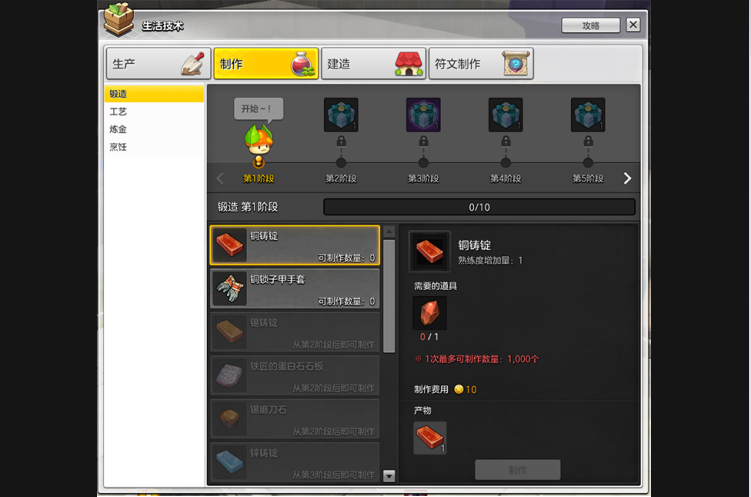 生活技术
攻略
生产
制作
建造
符文制作
锻造
工艺
炼金
烹饪
开始~!
1
1
1
1
第1阶段
第2阶段
第3阶段
第4阶段
第5阶段
锻造 第1阶段
0/10
铜铸锭
可制作数量: 0
铜锁子甲手套
可制作数量: 0
锡铸锭
从第2阶段后即可制作
铁匠的蛋白石石板
从第2阶段后即可制作
锡磨刀石
从第2阶段后即可制作
锌铸锭
从第3阶段后即可制作
铜铸锭
熟练度增加量: 1
需要的道具
0 / 1
※ 1次最多可制作数量: 1,000个
制作费用 10
产物
1
制作